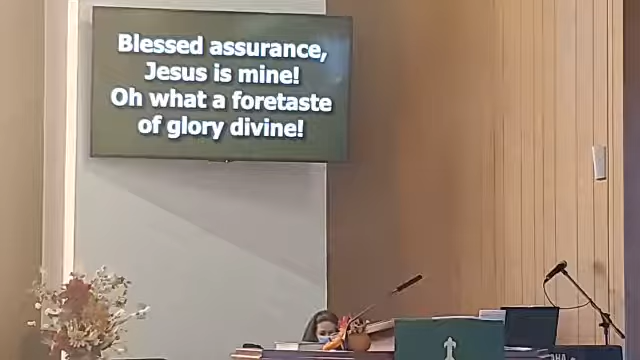 Blessed assurance,
Jesus is mine!
Oh what a foretaste
of glory divine!